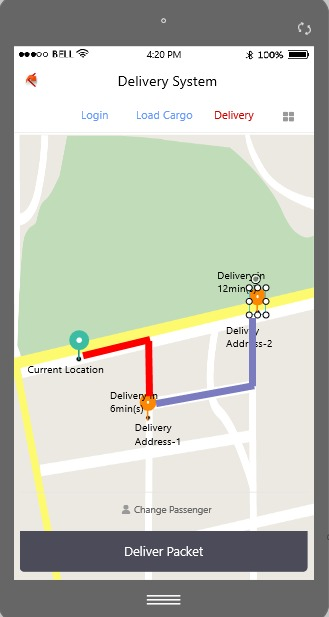 BELL 4:20 PM 100%
Delivery System
Login Load Cargo Delivery
Delivery in
12min(
Delivery
Address-2
Current Location
Delivery in
6min(s)
Delivery
Address-1
Change Passenger
Deliver Packet